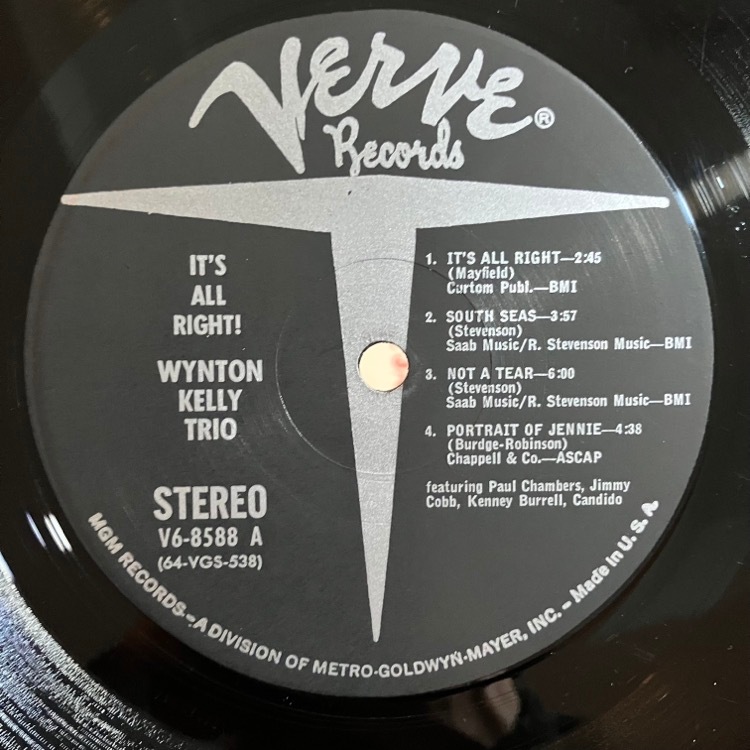 VERVE®
Records
IT'S
ALL
RIGHT!
WYNTON
KELLY
TRIO
STEREO
V6-8588 A
(64-VGS-538)
1. IT'S ALL RIGHT—2:45
(Mayfield)
Curtom Publ.—BMI
2. SOUTH SEAS—3:57
(Stevenson)
Saab Music/R. Stevenson Music—BMI
3. NOT A TEAR—6:00
(Stevenson)
Saab Music/R. Stevenson Music—BMI
4. PORTRAIT OF JENNIE—4:38
(Burdge-Robinson)
Chappell & Co.—ASCAP
featuring Paul Chambers, Jimmy
Cobb, Kenney Burrell, Candido
MGM RECORDS–A DIVISION OF METRO-GOLDWYN-MAYER, INC. – Made in U.S.A.